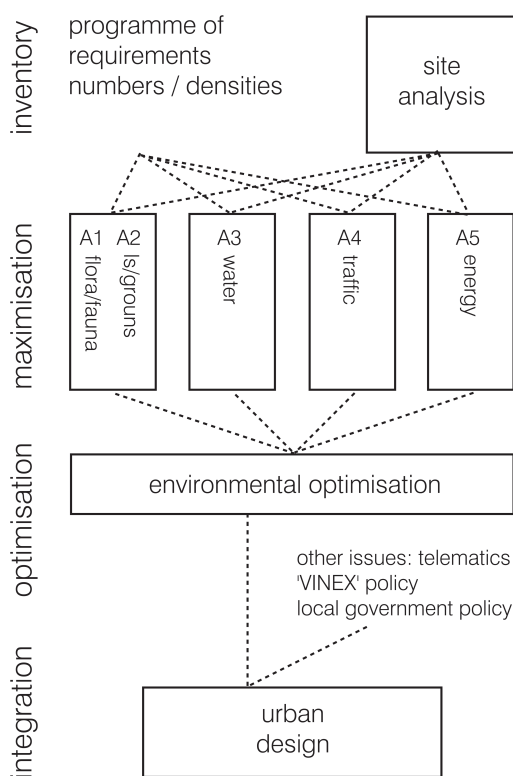 inventory
programme of
requirements
numbers / densities
site
analysis
maximisation
A1
flora/fauna
A2
ls/grouns
A3
water
A4
traffic
A5
energy
optimisation
environmental optimisation
other issues: telematics
'VINEX' policy
local government policy
integration
urban
design